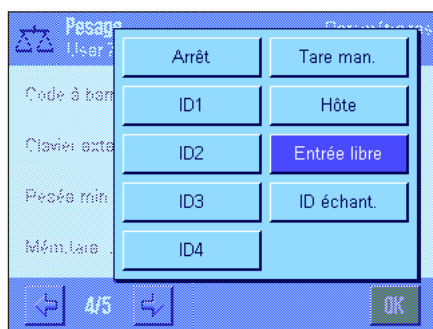 Pesage
User 7
Arrêt
Tare man.
Code à bar
ID1
Hôte
Clavier exte
ID2
Entrée libre
Pesée min
ID3
ID échant.
Mém.tare
ID4
4/5
OK